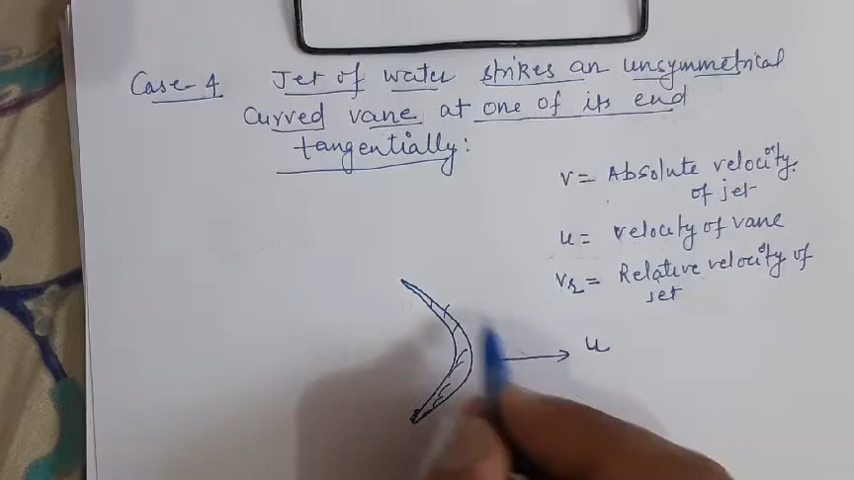 Case-4 Jet of water strikes an unsymmetrical
Curved vane at one of its end
tangentially:
V = Absolute velocity
of jet
u = velocity of vane
Vr = Relative velocity of
jet
u